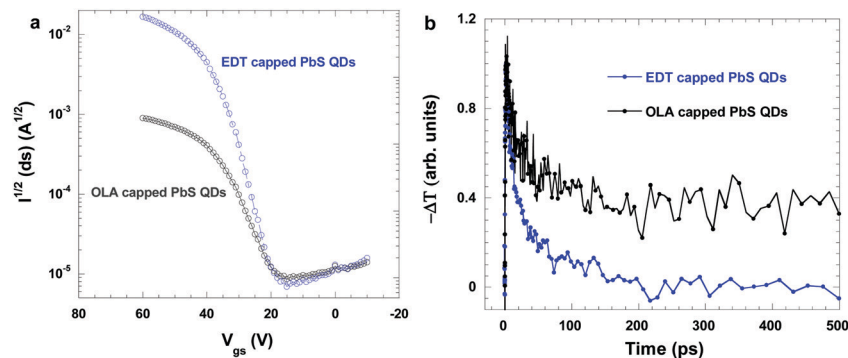 a
I^1/2 (ds) (A^1/2)
10^-2
10^-3
10^-4
10^-5
EDT capped PbS QDs
OLA capped PbS QDs
80 60 40 20 0 -20
V_gs (V)
b
−ΔT (arb. units)
1.2
0.8
0.4
0
EDT capped PbS QDs
OLA capped PbS QDs
0 100 200 300 400 500
Time (ps)